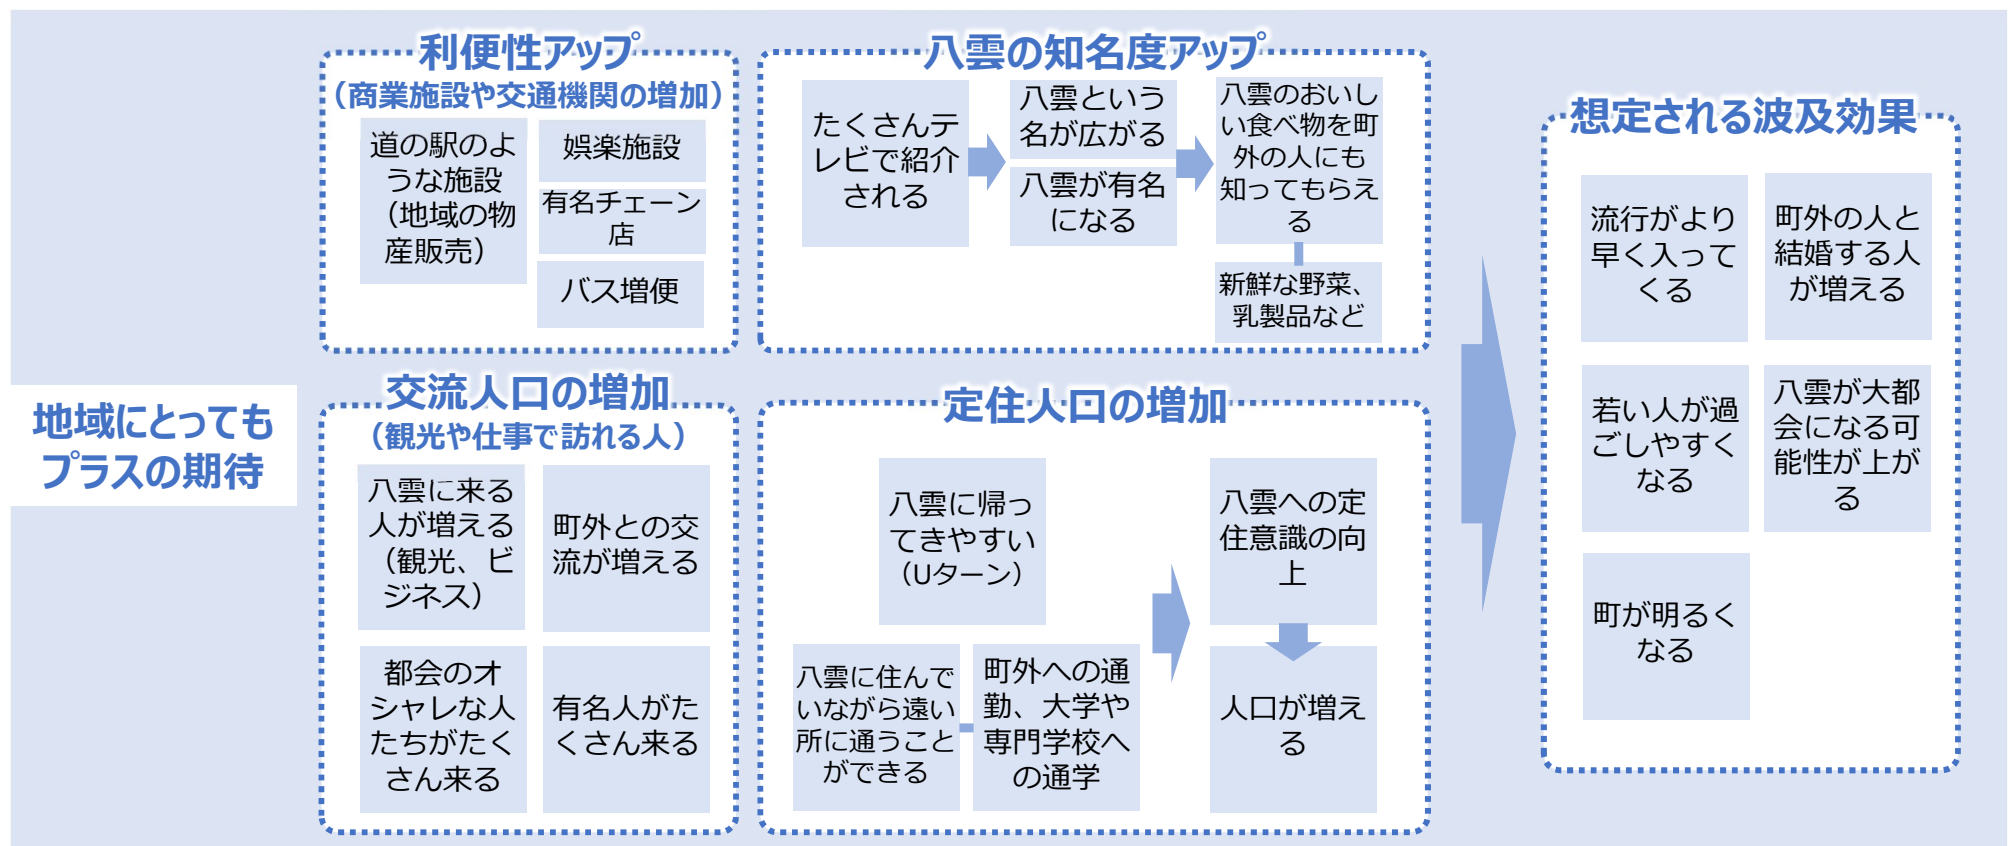 地域にとっても
プラスの期待
利便性アップ
（商業施設や交通機関の増加）
道の駅のよ
うな施設
（地域の物
産販売）
娯楽施設
有名チェーン
店
バス増便
八雲の知名度アップ
たくさんテ
レビで紹介
される
八雲という
名が広がる
八雲が有名
になる
八雲のおいし
い食べ物を町
外の人にも
知ってもらえ
る
新鮮な野菜、
乳製品など
交流人口の増加
（観光や仕事で訪れる人）
八雲に来る
人が増える
（観光、ビ
ジネス）
町外との交
流が増える
都会のオ
シャレな人
たちがたく
さん来る
有名人がた
くさん来る
定住人口の増加
八雲に帰っ
てきやすい
（Uターン）
八雲に住んで
いながら遠い
所に通うこと
ができる
町外への通
勤、大学や
専門学校へ
の通学
八雲への定
住意識の向
上
人口が増え
る
想定される波及効果
流行がより
早く入って
くる
町外の人と
結婚する人
が増える
若い人が過
ごしやすく
なる
八雲が大都
会になる可
能性が上が
る
町が明るく
なる